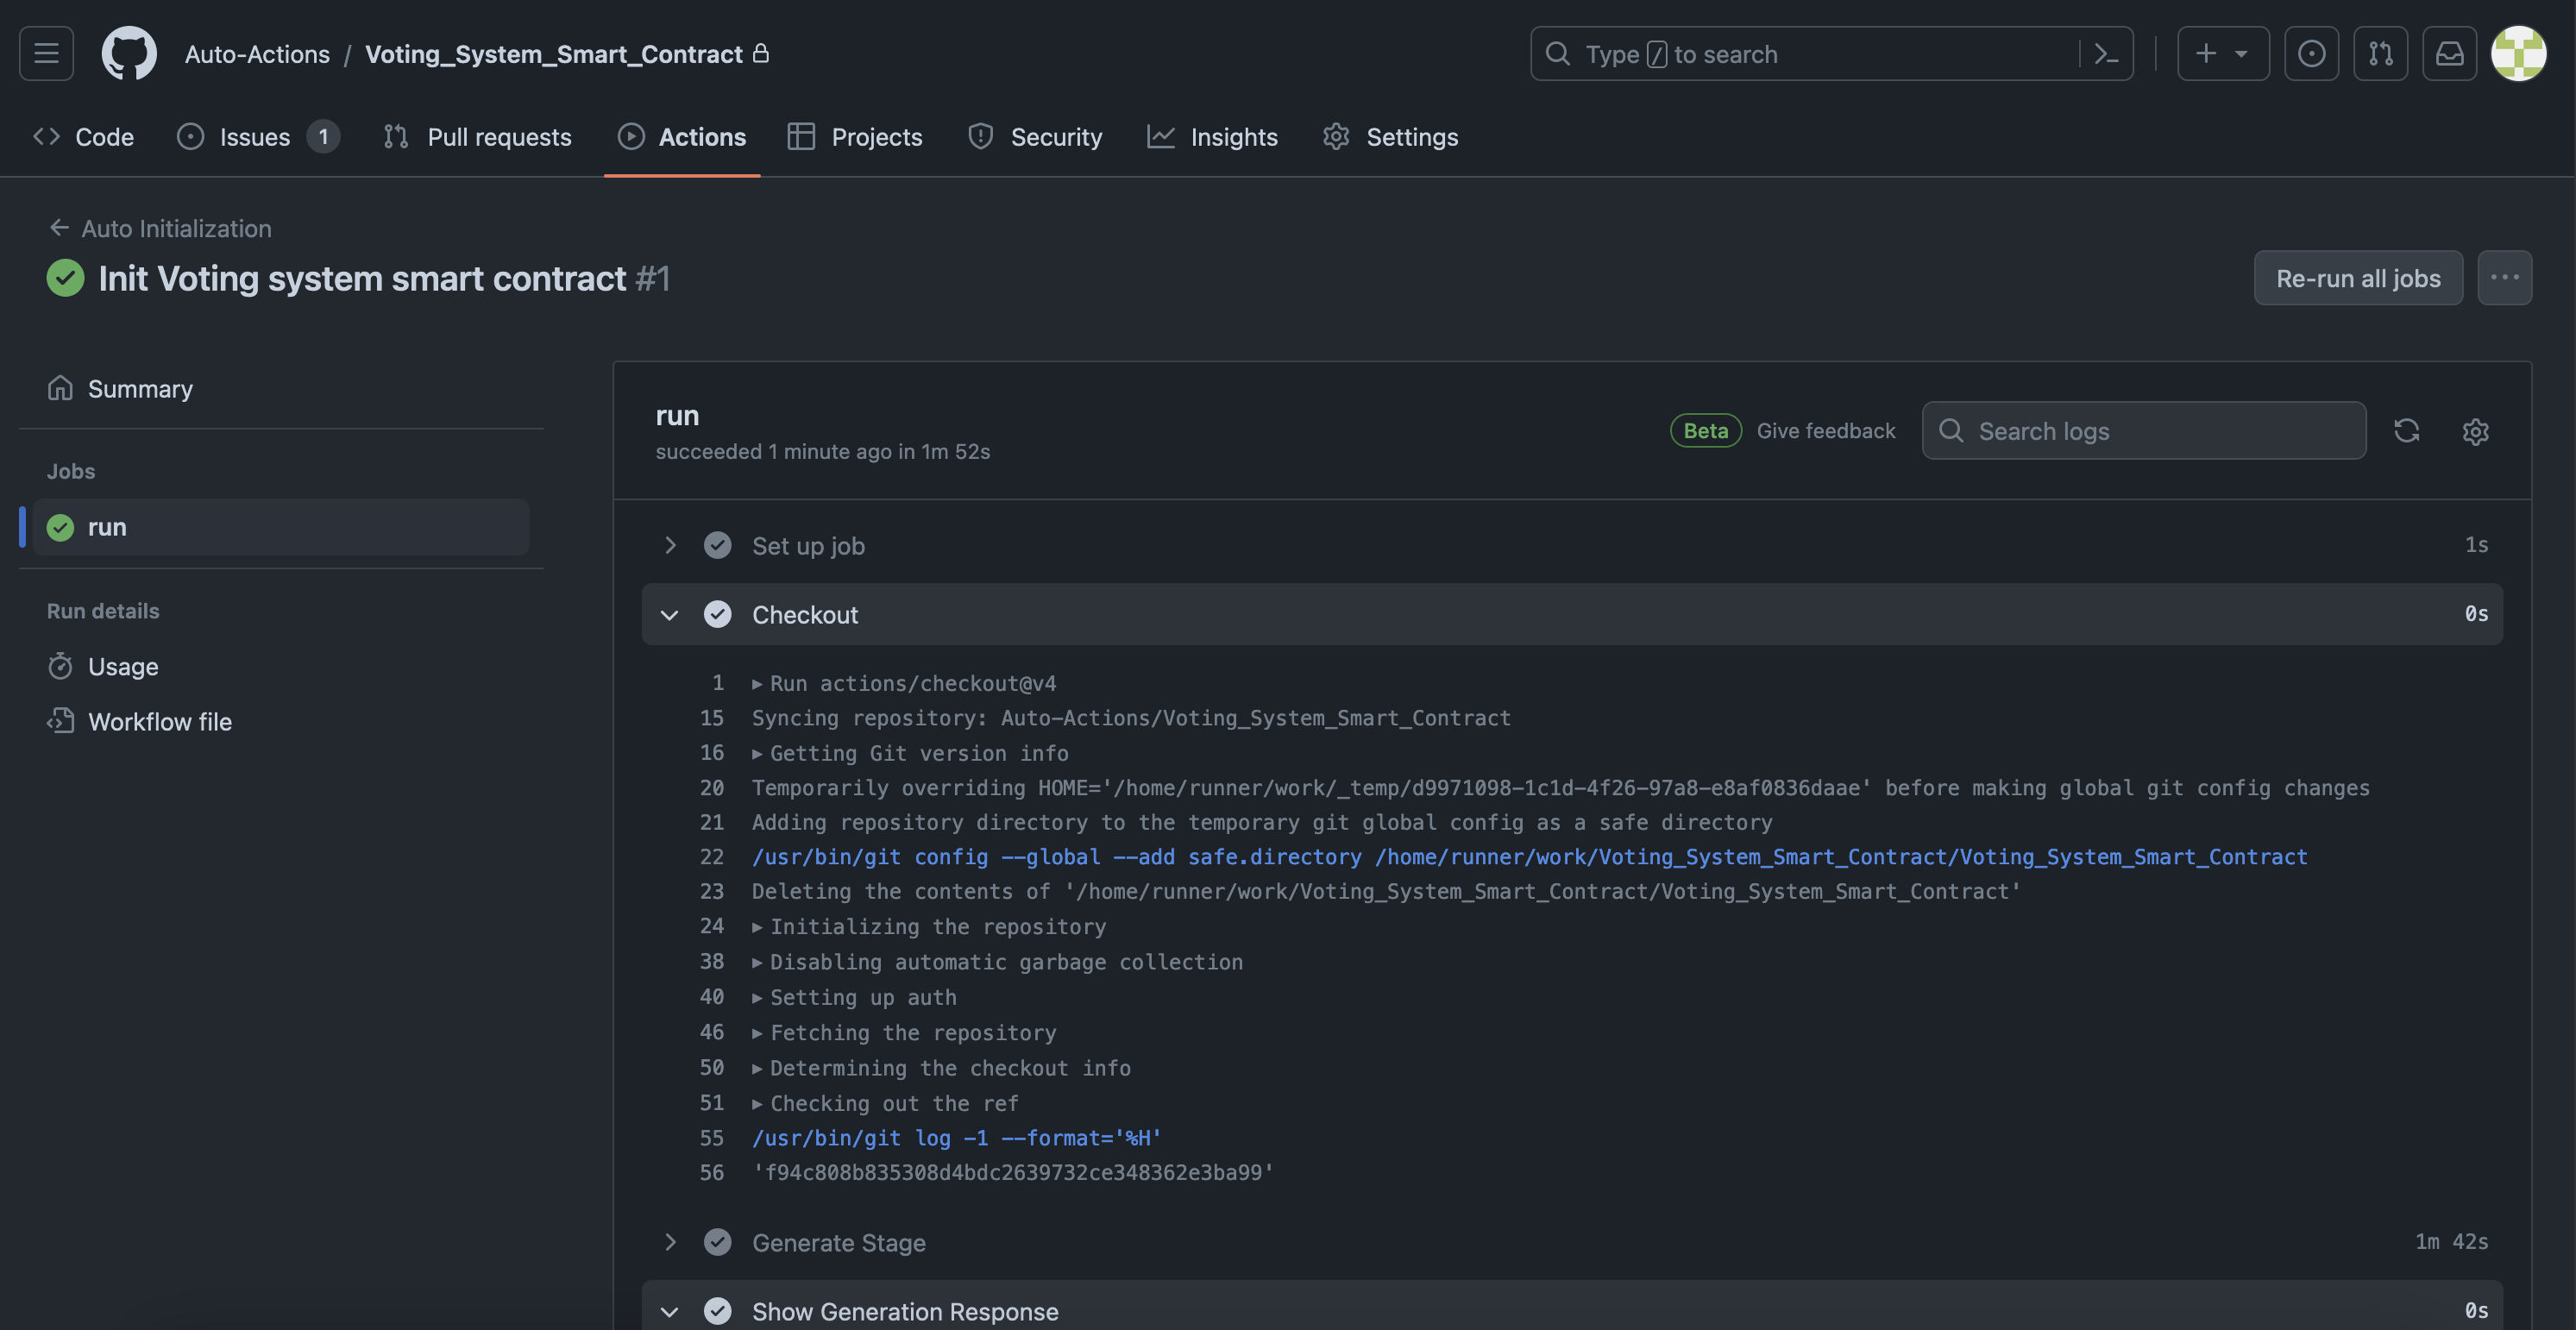 Auto-Actions / Voting_System_Smart_Contract
Type / to search
Code
Issues 1
Pull requests
Actions
Projects
Security
Insights
Settings
Auto Initialization
Init Voting system smart contract #1
Re-run all jobs
Summary
Jobs
run
Run details
Usage
Workflow file
run
succeeded 1 minute ago in 1m 52s
Beta
Give feedback
Search logs
Set up job 1s
Checkout 0s
1 Run actions/checkout@v4
15 Syncing repository: Auto-Actions/Voting_System_Smart_Contract
16 Getting Git version info
20 Temporarily overriding HOME='/home/runner/work/_temp/d9971098-1c1d-4f26-97a8-e8af0836daae' before making global git config changes
21 Adding repository directory to the temporary git global config as a safe directory
22 /usr/bin/git config --global --add safe.directory /home/runner/work/Voting_System_Smart_Contract/Voting_System_Smart_Contract
23 Deleting the contents of '/home/runner/work/Voting_System_Smart_Contract/Voting_System_Smart_Contract'
24 Initializing the repository
38 Disabling automatic garbage collection
40 Setting up auth
46 Fetching the repository
50 Determining the checkout info
51 Checking out the ref
55 /usr/bin/git log -1 --format='%H'
56 'f94c808b835308d4bdc2639732ce348362e3ba99'
Generate Stage 1m 42s
Show Generation Response 0s